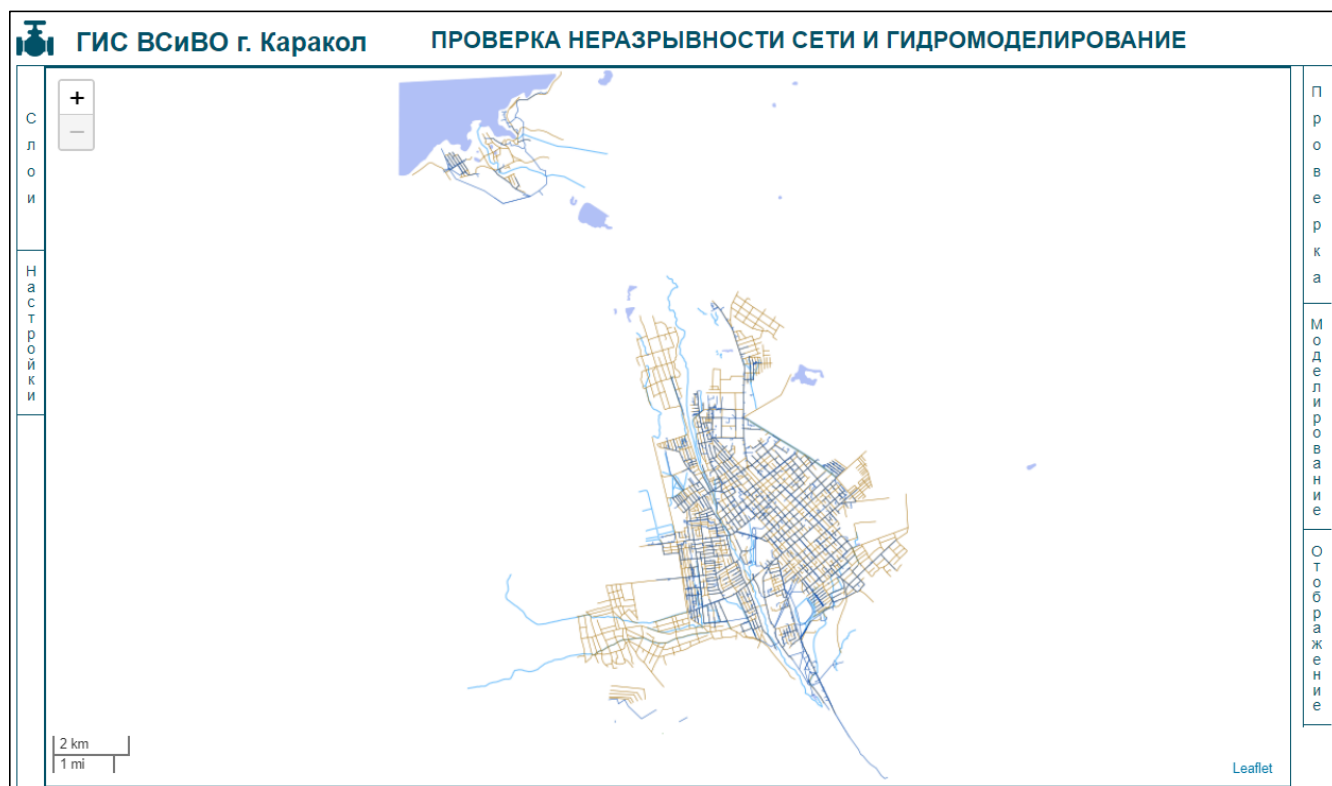 ГИС ВСиВО г. Каракол
ПРОВЕРКА НЕРАЗРЫВНОСТИ СЕТИ И ГИДРОМОДЕЛИРОВАНИЕ
Слои
Настройки
+
−
Проверка
Моделирование
Отображение
2 km
1 mi
Leaflet